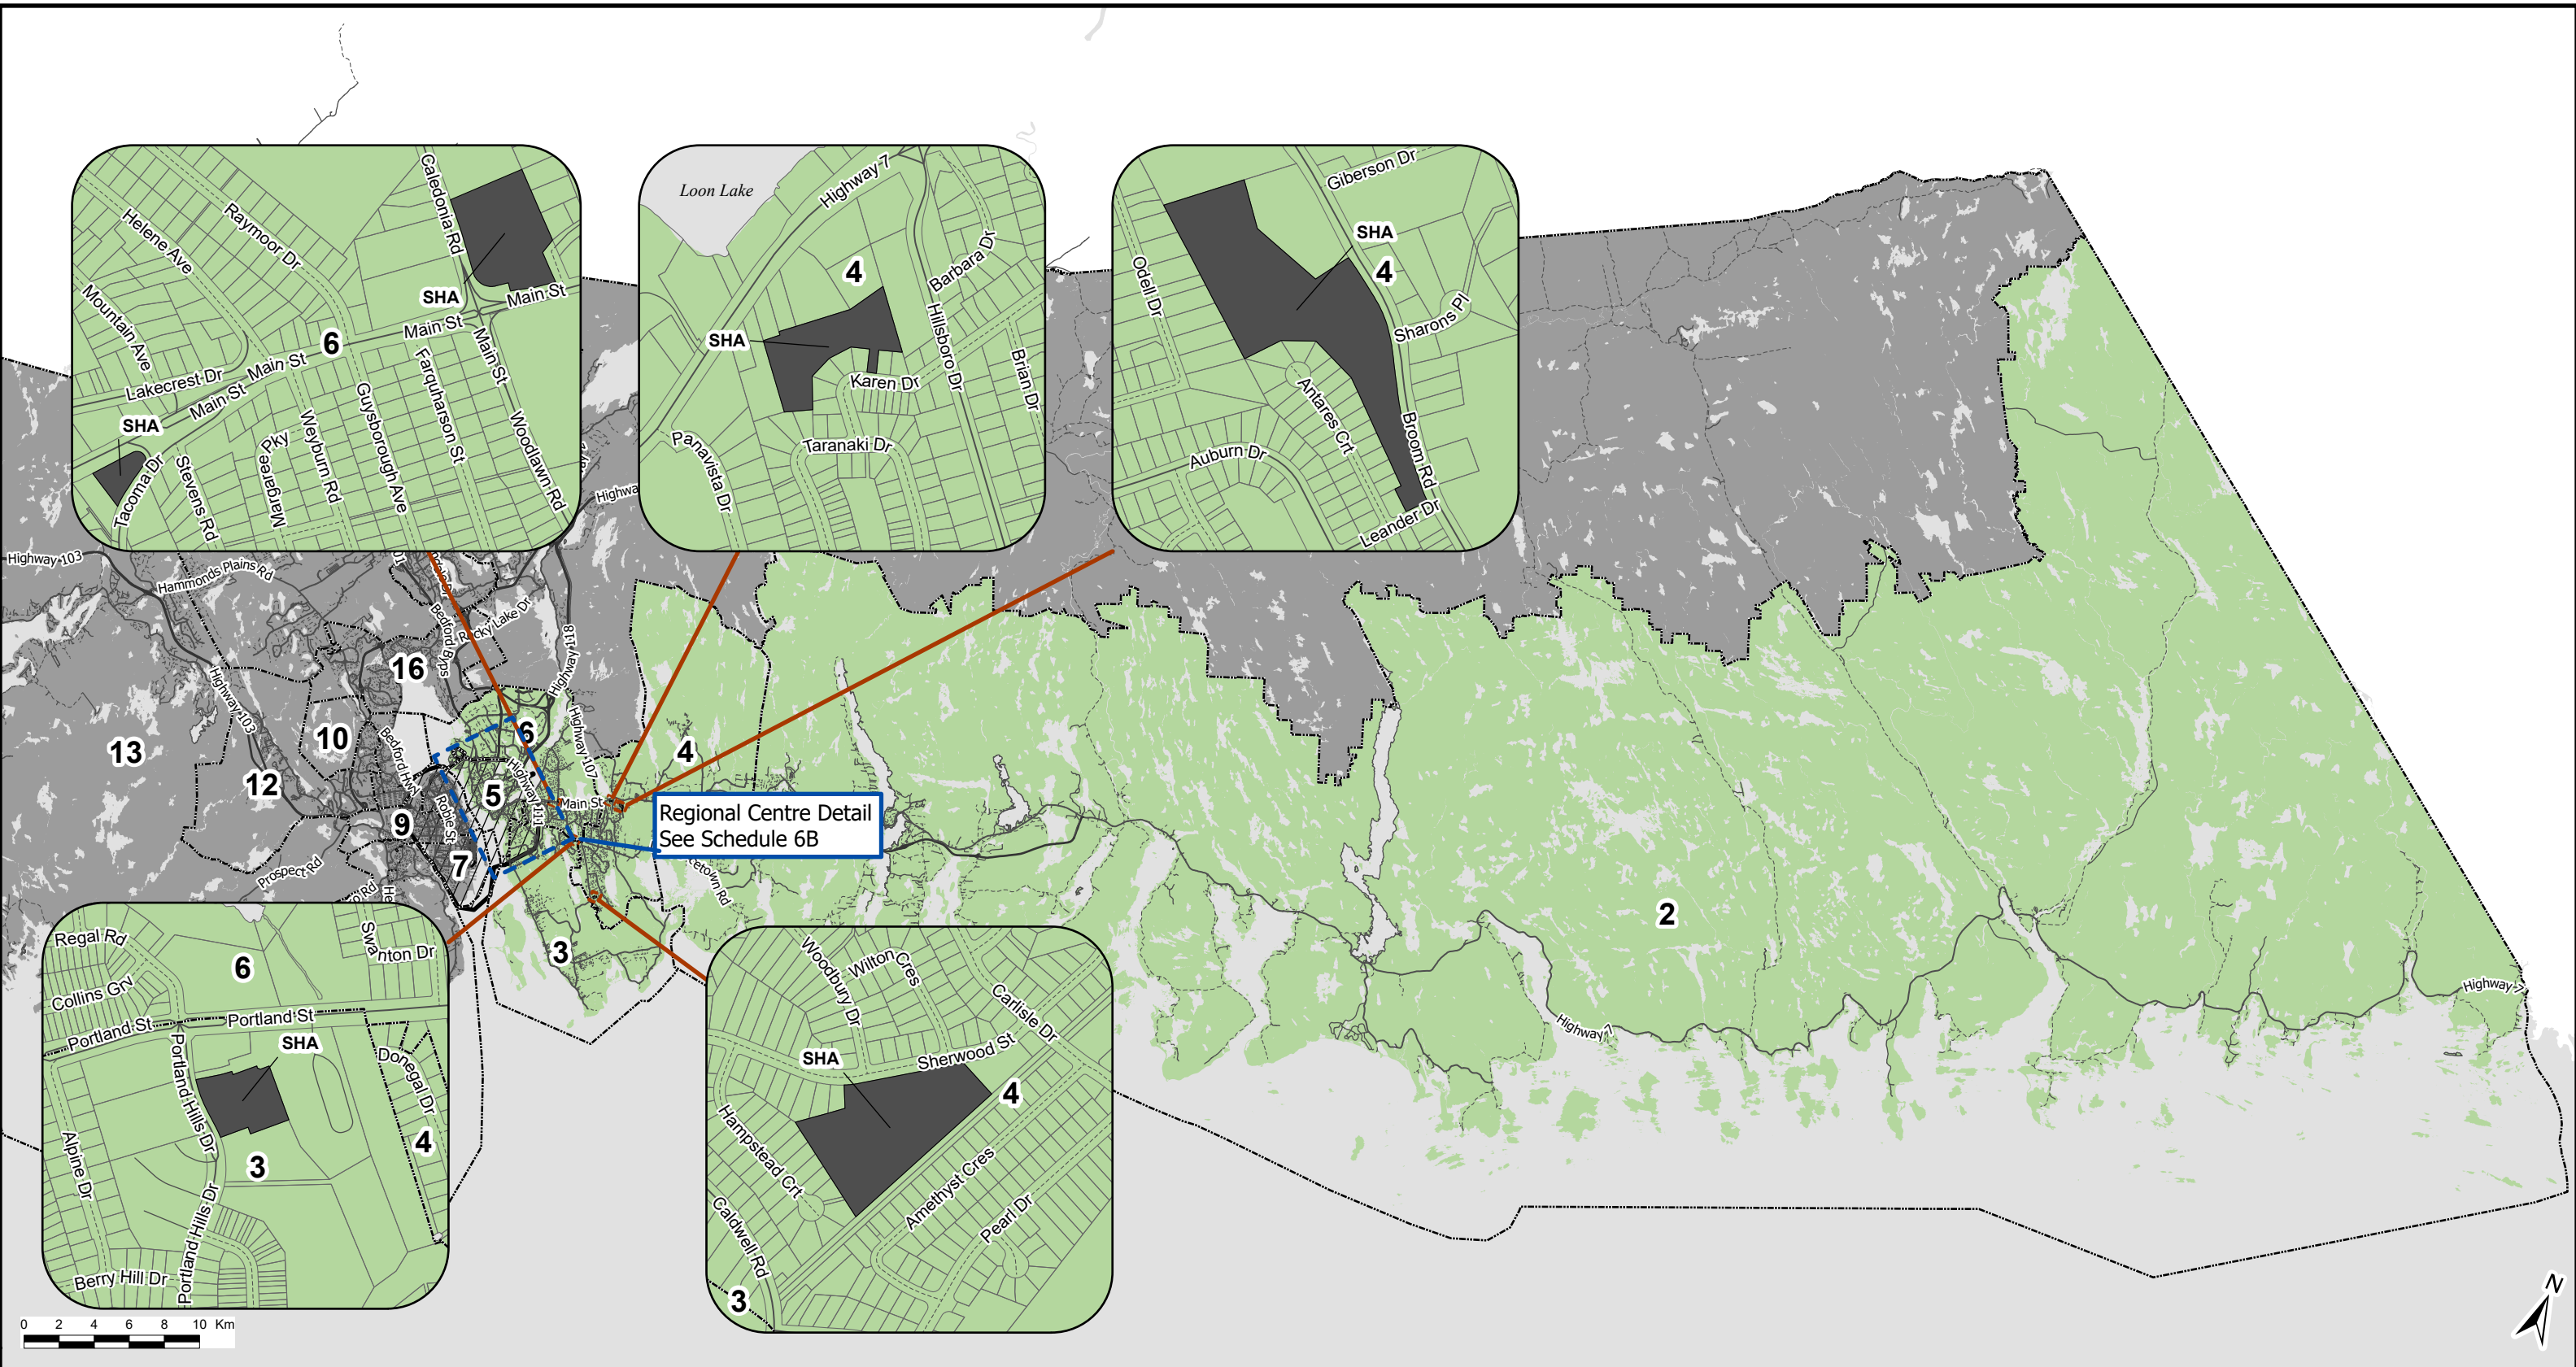 Caledonia Rd
Helene Ave
Raymoor Dr
Mountain Ave
SHA
Main St
6
Main St
Main St
Main St
Lakecrest Dr
Main St
SHA
Tacoma Dr
Stevens Rd
Margaree Pky
Weyburn Rd
Guysborough Ave
Farquharson St
Woodlawn Rd
Loon Lake
Highway 7
4
Barbara Dr
SHA
Hillsboro Dr
Karen Dr
Brian Dr
Taranaki Dr
Panavista Dr
Giberson Dr
SHA
4
Odell Dr
Sharons Pl
Antares Crt
Broom Rd
Auburn Dr
Leander Dr
Highway 103
Hammonds Plains Rd
Rocky Lake Dr
Highway 118
16
Highway 103
13
10
12
Bedford Hwy
6
Highway 107
4
5
Highway 111
Main St
9
Robie St
7
Prospect Rd
Regional Centre Detail
See Schedule 6B
3
2
Highway 7
Highway 7
Regal Rd
6
Swanton Dr
Collins Grv
Portland St
Portland St
SHA
Portland Hills Dr
Donegal Dr
4
Alpine Dr
3
Portland Hills Dr
Berry Hill Dr
Woodbury Dr
Wilton Cres
Carlisle Dr
SHA
Sherwood St
4
Hampstead Crt
Amethyst Cres
Pearl Dr
Caldwell Rd
3
0 2 4 6 8 10 Km
N